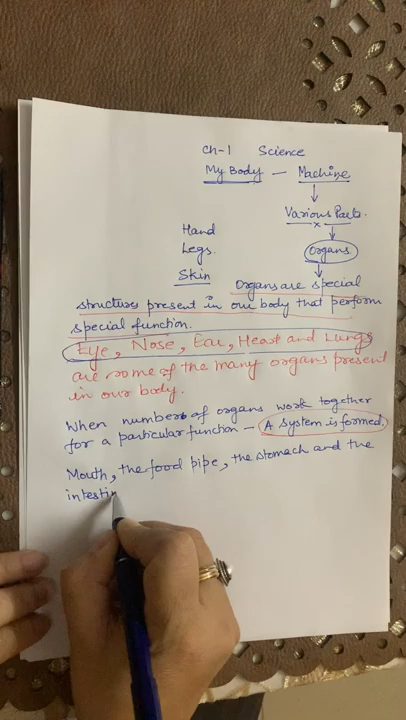 Ch-1 Science
My Body — Machine
Various Parts.
Hand
Legs.
Organs
Skin
Organs are special
structures present in our body that perform
special function.
Eye, Nose, Ear, Heart and Lungs
are some of the many organs present
in our body.
When numbers of organs work together
for a particular function - A system is formed.
Mouth, the food pipe, the stomach and the
intestin